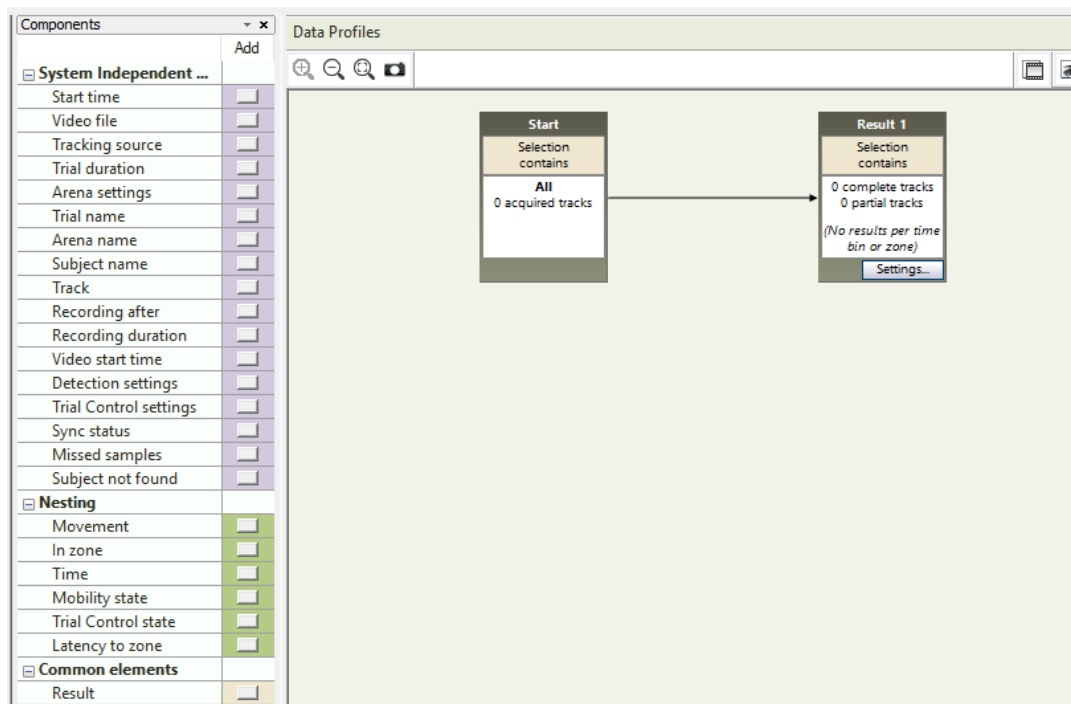 Components
Add
System Independent ...
Start time
Video file
Tracking source
Trial duration
Arena settings
Trial name
Arena name
Subject name
Track
Recording after
Recording duration
Video start time
Detection settings
Trial Control settings
Sync status
Missed samples
Subject not found
Nesting
Movement
In zone
Time
Mobility state
Trial Control state
Latency to zone
Common elements
Result
Data Profiles
Start
Selection
contains
All
0 acquired tracks
Result 1
Selection
contains
0 complete tracks
0 partial tracks
(No results per time
bin or zone)
Settings...